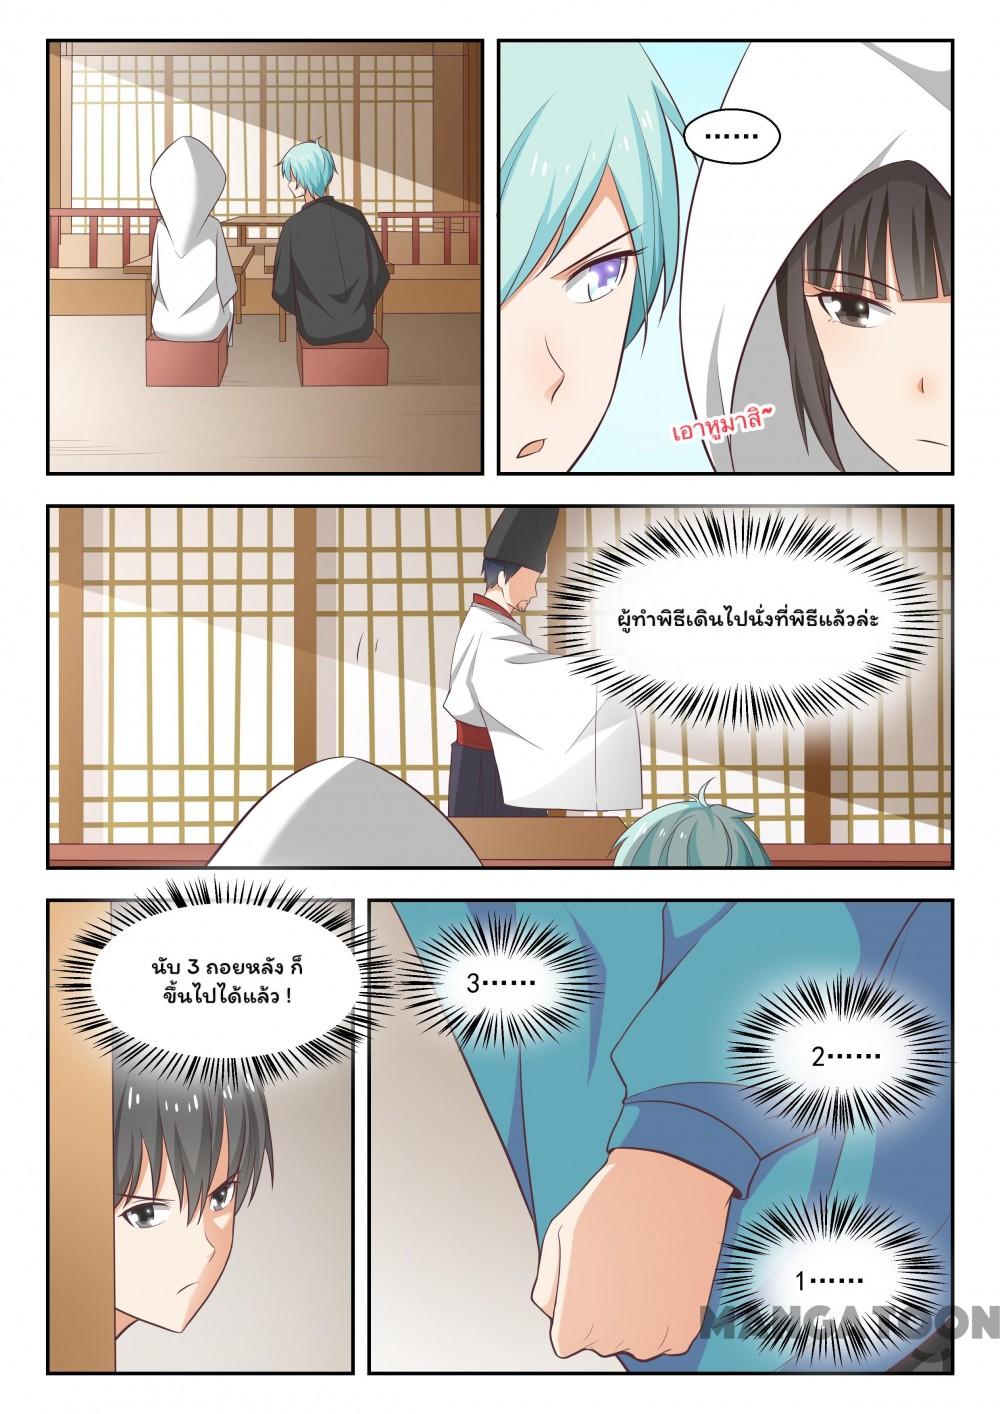 ......
เอาหูมาสิ~
ผู้ทำพิธีเดินไปนั่งที่พิธีแล้วล่ะ
นับ 3 ถอยหลัง ก็
ขึ้นไปได้แล้ว !
3......
2......
1......
MANGATOON